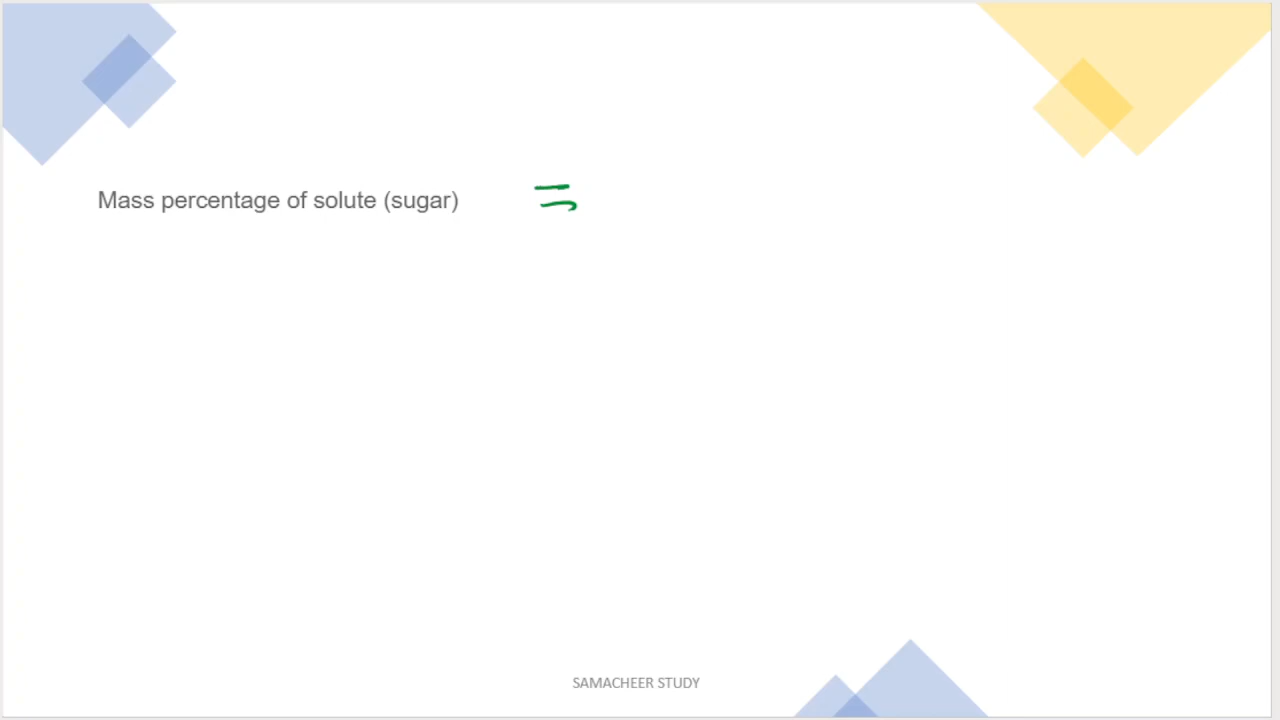 Mass percentage of solute (sugar) =
SAMACHEER STUDY